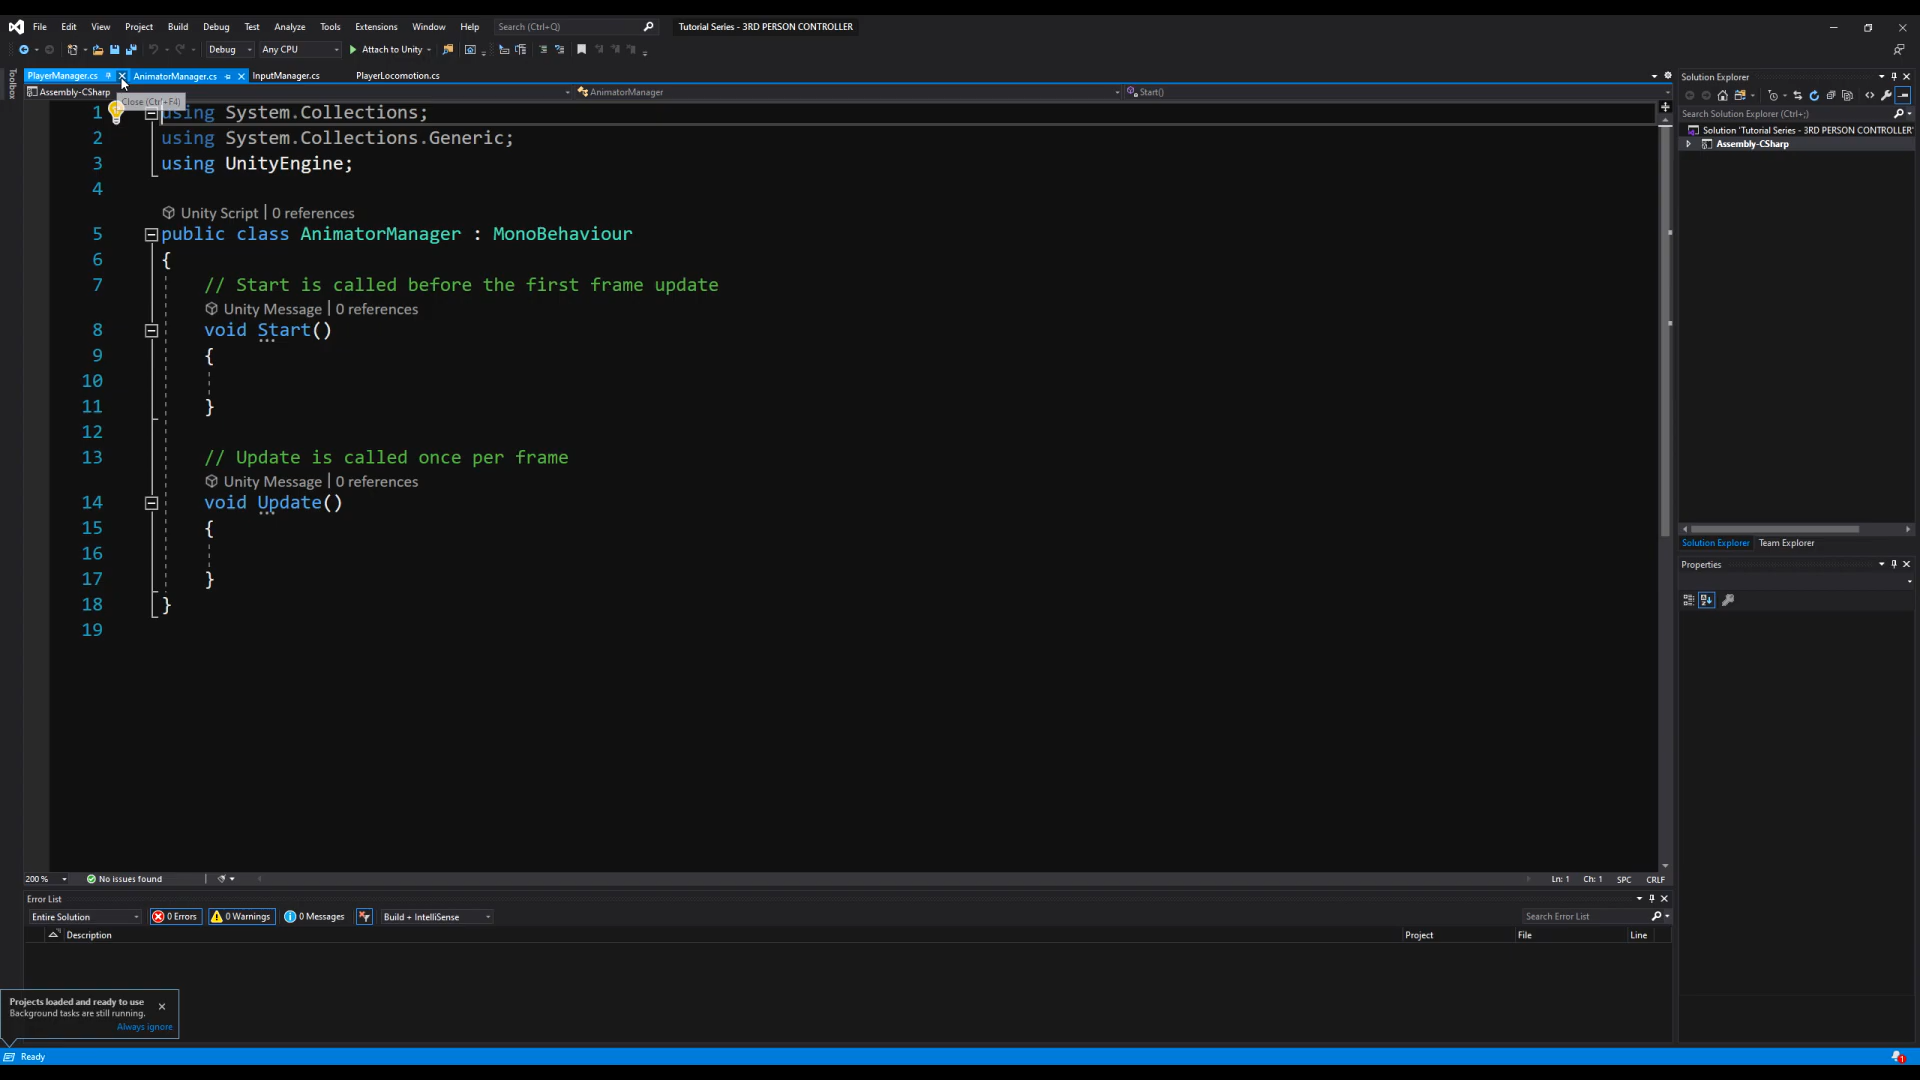 File Edit View Project Build Debug Test Analyze Tools Extensions Window Help Search (Ctrl+Q) Tutorial Series - 3RD PERSON CONTROLLER
Debug Any CPU Attach to Unity
Toolbox
PlayerManager.cs AnimatorManager.cs InputManager.cs PlayerLocomotion.cs
Assembly-CSharp AnimatorManager Start()
Close (Ctrl+F4)
1 using System.Collections;
2 using System.Collections.Generic;
3 using UnityEngine;
4
Unity Script | 0 references
5 public class AnimatorManager : MonoBehaviour
6 {
7 // Start is called before the first frame update
Unity Message | 0 references
8 void Start()
9 {
10
11 }
12
13 // Update is called once per frame
Unity Message | 0 references
14 void Update()
15 {
16
17 }
18 }
19
200 % No issues found Ln: 1 Ch: 1 SPC CRLF
Error List
Entire Solution 0 Errors 0 Warnings 0 Messages Build + IntelliSense Search Error List
Description Project File Line
Projects loaded and ready to use
Background tasks are still running.
Always ignore
Ready
1
Solution Explorer
Search Solution Explorer (Ctrl+;)
Solution 'Tutorial Series - 3RD PERSON CONTROLLER'
Assembly-CSharp
Solution Explorer Team Explorer
Properties